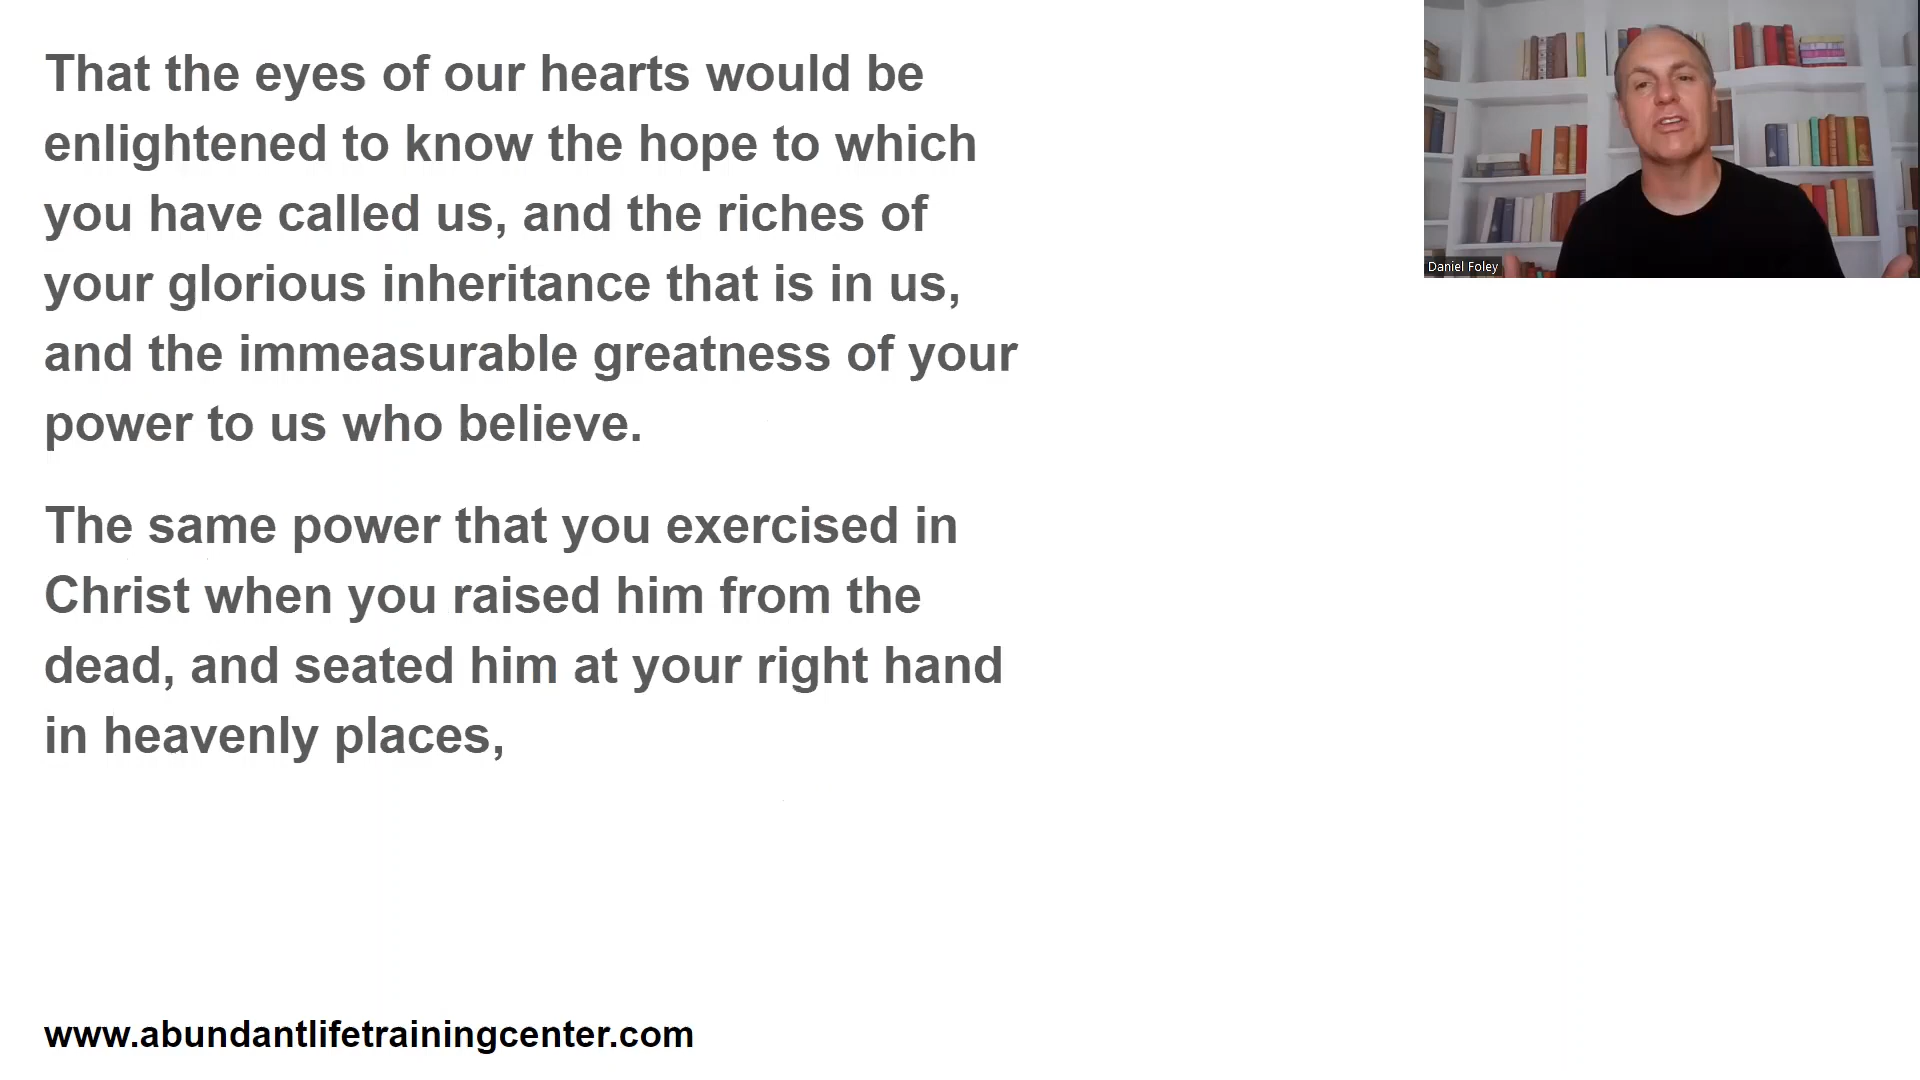 That the eyes of our hearts would be
enlightened to know the hope to which
you have called us, and the riches of
your glorious inheritance that is in us,
and the immeasurable greatness of your
power to us who believe.
The same power that you exercised in
Christ when you raised him from the
dead, and seated him at your right hand
in heavenly places,
Daniel Foley
www.abundantlifetrainingcenter.com